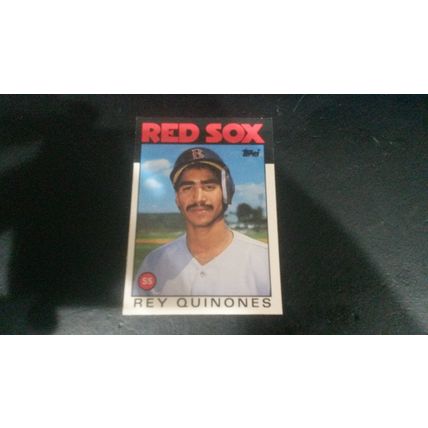 RED SOX
Topps
B
SS
REY QUINONES